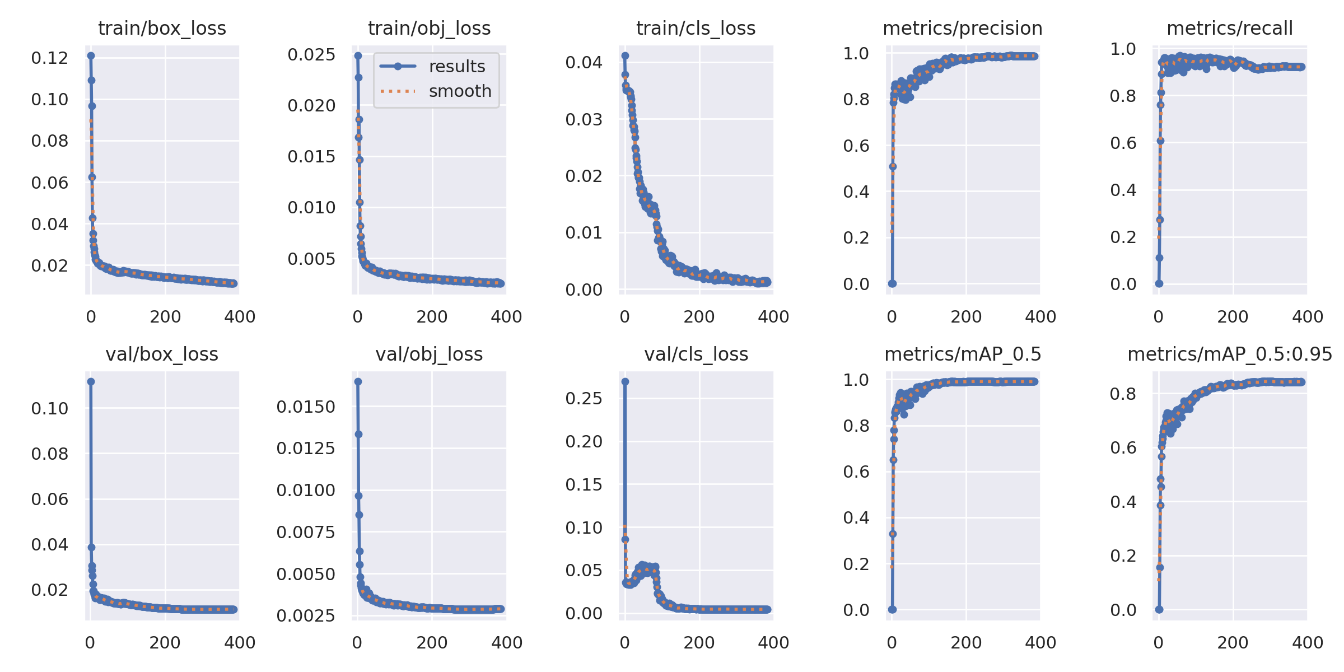 train/box_loss
0.12
0.10
0.08
0.06
0.04
0.02
0 200 400
train/obj_loss
results
smooth
0.025
0.020
0.015
0.010
0.005
0 200 400
train/cls_loss
0.04
0.03
0.02
0.01
0.00
0 200 400
metrics/precision
1.0
0.8
0.6
0.4
0.2
0.0
0 200 400
metrics/recall
1.0
0.8
0.6
0.4
0.2
0.0
0 200 400
val/box_loss
0.10
0.08
0.06
0.04
0.02
0 200 400
val/obj_loss
0.0150
0.0125
0.0100
0.0075
0.0050
0.0025
0 200 400
val/cls_loss
0.25
0.20
0.15
0.10
0.05
0.00
0 200 400
metrics/mAP_0.5
1.0
0.8
0.6
0.4
0.2
0.0
0 200 400
metrics/mAP_0.5:0.95
0.8
0.6
0.4
0.2
0.0
0 200 400